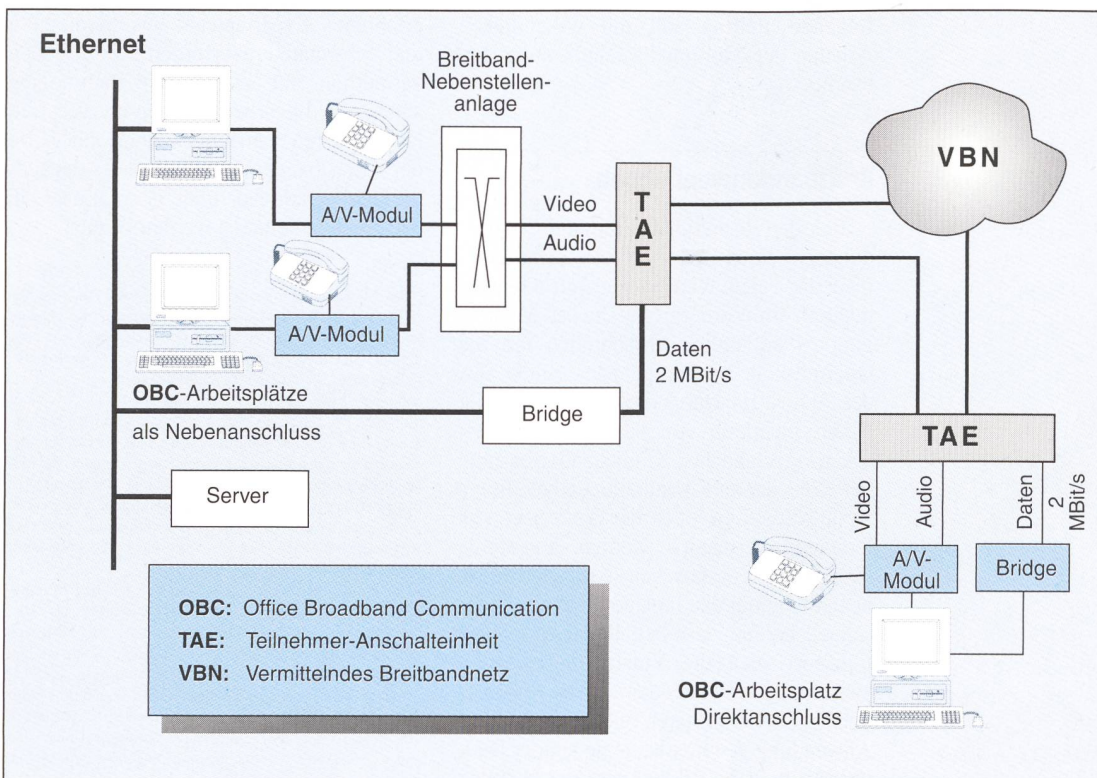 Ethernet
Breitband-
Nebenstellen-
anlage
VBN
A/V-Modul
Video
TAE
Audio
A/V-Modul
Daten
2 MBit/s
OBC-Arbeitsplätze
als Nebenanschluss
Bridge
TAE
Server
Video
Audio
Daten
2
MBit/s
A/V-
Modul
Bridge
OBC: Office Broadband Communication
TAE: Teilnehmer-Anschalteinheit
VBN: Vermittelndes Breitbandnetz
OBC-Arbeitsplatz
Direktanschluss